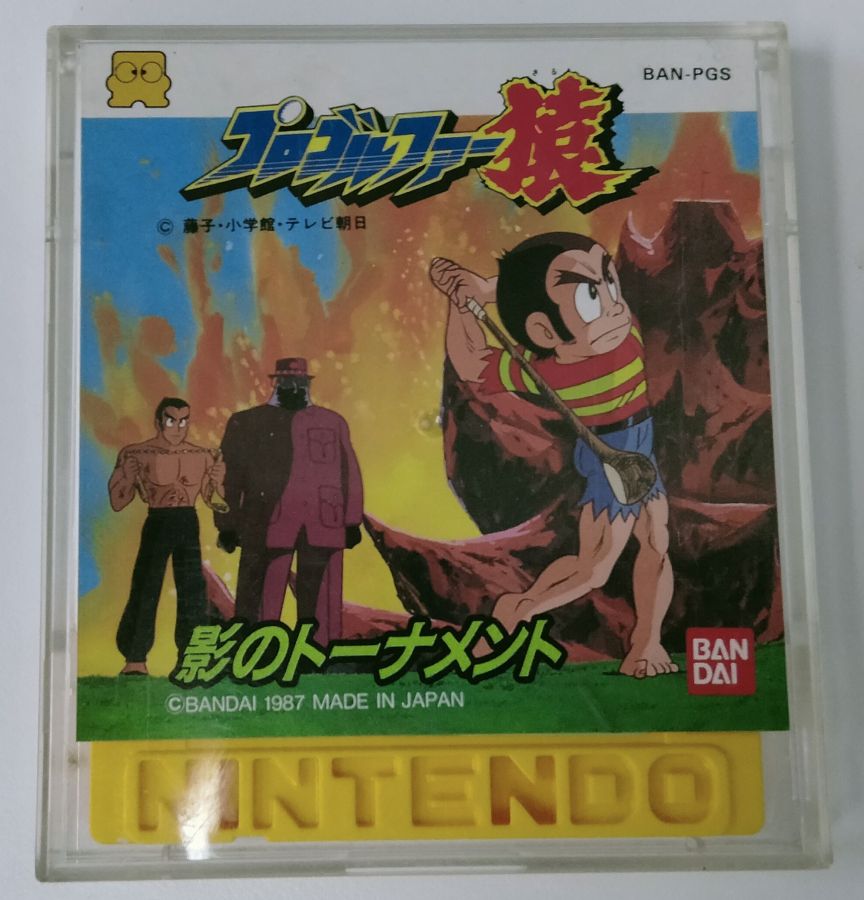 BAN-PGS
さる
プロゴルファー猿
© 藤子・小学館・テレビ朝日
影のトーナメント
©BANDAI 1987 MADE IN JAPAN
BAN
DAI
NINTENDO